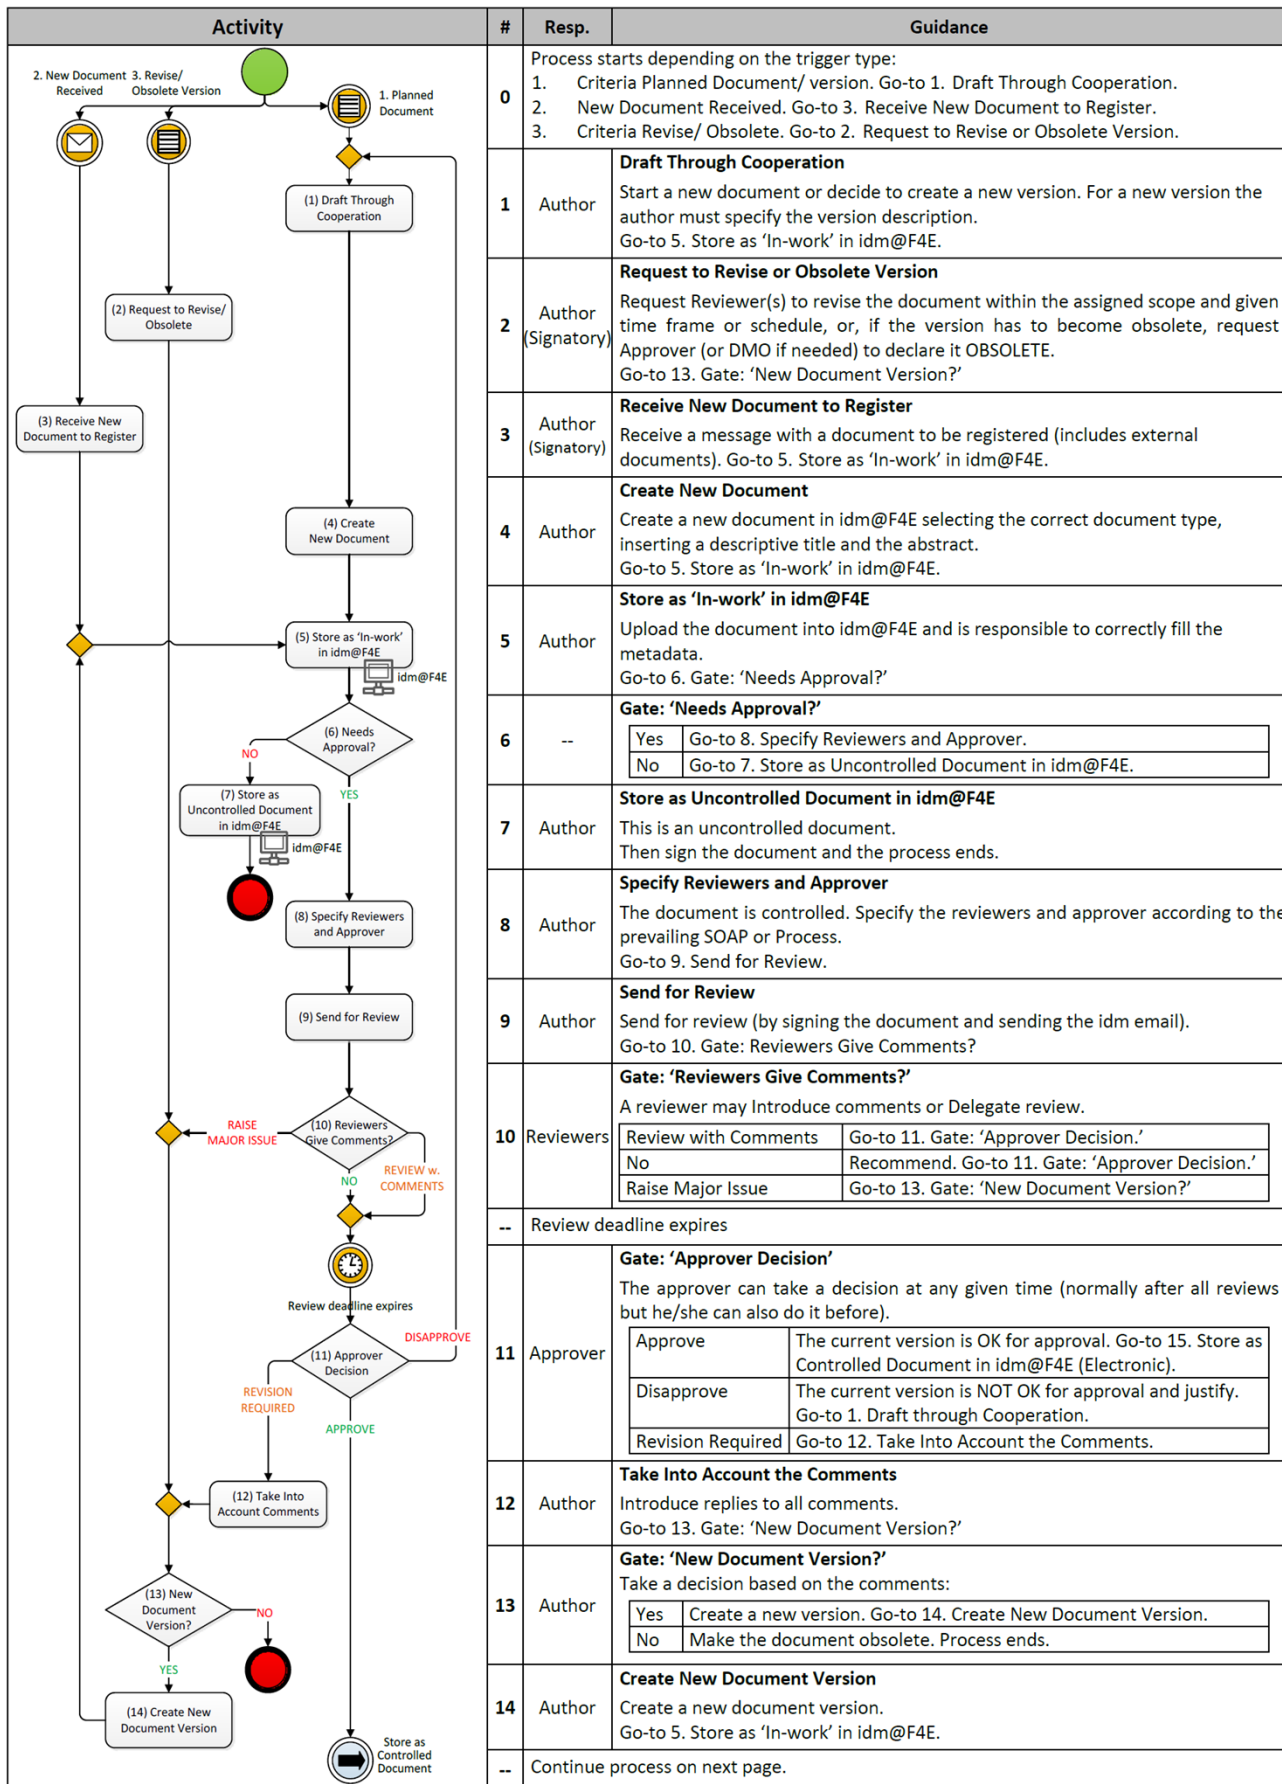 Activity
#
Resp.
Guidance
2. New Document
Received
3. Revise/
Obsolete Version
1. Planned
Document
(1) Draft Through
Cooperation
(2) Request to Revise/
Obsolete
(3) Receive New
Document to Register
(4) Create
New Document
(5) Store as ‘In-work’
in idm@F4E
idm@F4E
(6) Needs
Approval?
NO
YES
(7) Store as
Uncontrolled Document
in idm@F4E
idm@F4E
(8) Specify Reviewers
and Approver
(9) Send for Review
(10) Reviewers
Give Comments?
RAISE
MAJOR ISSUE
REVIEW w.
COMMENTS
NO
Review deadline expires
DISAPPROVE
(11) Approver
Decision
REVISION
REQUIRED
APPROVE
(12) Take Into
Account Comments
(13) New
Document
Version?
NO
YES
(14) Create New
Document Version
Store as
Controlled
Document
0
Process starts depending on the trigger type:
1. Criteria Planned Document/ version. Go-to 1. Draft Through Cooperation.
2. New Document Received. Go-to 3. Receive New Document to Register.
3. Criteria Revise/ Obsolete. Go-to 2. Request to Revise or Obsolete Version.
1
Author
Draft Through Cooperation
Start a new document or decide to create a new version. For a new version the
author must specify the version description.
Go-to 5. Store as ‘In-work’ in idm@F4E.
2
Author
(Signatory)
Request to Revise or Obsolete Version
Request Reviewer(s) to revise the document within the assigned scope and given
time frame or schedule, or, if the version has to become obsolete, request
Approver (or DMO if needed) to declare it OBSOLETE.
Go-to 13. Gate: ‘New Document Version?’
3
Author
(Signatory)
Receive New Document to Register
Receive a message with a document to be registered (includes external
documents). Go-to 5. Store as ‘In-work’ in idm@F4E.
4
Author
Create New Document
Create a new document in idm@F4E selecting the correct document type,
inserting a descriptive title and the abstract.
Go-to 5. Store as ‘In-work’ in idm@F4E.
5
Author
Store as ‘In-work’ in idm@F4E
Upload the document into idm@F4E and is responsible to correctly fill the
metadata.
Go-to 6. Gate: ‘Needs Approval?’
6
--
Gate: ‘Needs Approval?’
Yes Go-to 8. Specify Reviewers and Approver.
No Go-to 7. Store as Uncontrolled Document in idm@F4E.
7
Author
Store as Uncontrolled Document in idm@F4E
This is an uncontrolled document.
Then sign the document and the process ends.
8
Author
Specify Reviewers and Approver
The document is controlled. Specify the reviewers and approver according to the
prevailing SOAP or Process.
Go-to 9. Send for Review.
9
Author
Send for Review
Send for review (by signing the document and sending the idm email).
Go-to 10. Gate: Reviewers Give Comments?
10
Reviewers
Gate: ‘Reviewers Give Comments?’
A reviewer may Introduce comments or Delegate review.
Review with Comments Go-to 11. Gate: ‘Approver Decision.’
No Recommend. Go-to 11. Gate: ‘Approver Decision.’
Raise Major Issue Go-to 13. Gate: ‘New Document Version?’
-- Review deadline expires
11
Approver
Gate: ‘Approver Decision’
The approver can take a decision at any given time (normally after all reviews
but he/she can also do it before).
Approve The current version is OK for approval. Go-to 15. Store as
Controlled Document in idm@F4E (Electronic).
Disapprove The current version is NOT OK for approval and justify.
Go-to 1. Draft through Cooperation.
Revision Required Go-to 12. Take Into Account the Comments.
12
Author
Take Into Account the Comments
Introduce replies to all comments.
Go-to 13. Gate: ‘New Document Version?’
13
Author
Gate: ‘New Document Version?’
Take a decision based on the comments:
Yes Create a new version. Go-to 14. Create New Document Version.
No Make the document obsolete. Process ends.
14
Author
Create New Document Version
Create a new document version.
Go-to 5. Store as ‘In-work’ in idm@F4E.
-- Continue process on next page.